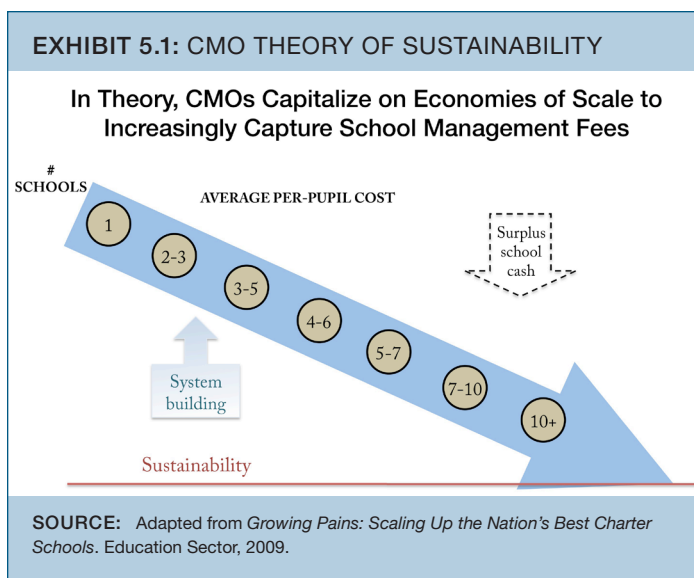 EXHIBIT 5.1: CMO THEORY OF SUSTAINABILITY
In Theory, CMOs Capitalize on Economies of Scale to
Increasingly Capture School Management Fees
#
SCHOOLS
AVERAGE PER-PUPIL COST
1
2-3
3-5
4-6
5-7
7-10
10+
Surplus
school
cash
System
building
Sustainability
SOURCE: Adapted from Growing Pains: Scaling Up the Nation's Best Charter
Schools. Education Sector, 2009.